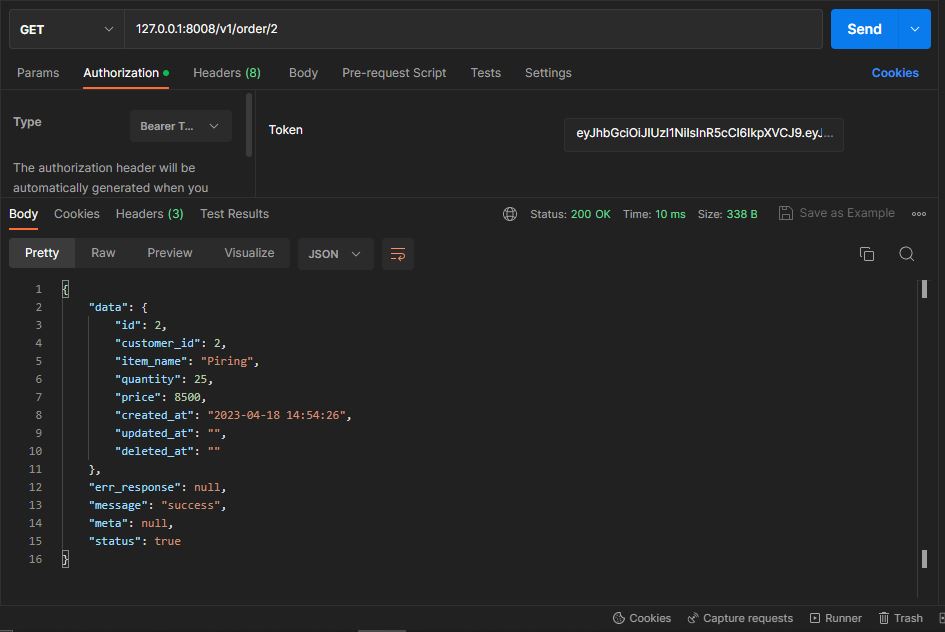 GET 127.0.0.1:8008/v1/order/2 Send
Params Authorization Headers (8) Body Pre-request Script Tests Settings Cookies
Type Bearer T... Token eyJhbGciOiJIUzI1NiIsInR5cCI6IkpXVCJ9.eyJ...
The authorization header will be
automatically generated when you
Body Cookies Headers (3) Test Results Status: 200 OK Time: 10 ms Size: 338 B Save as Example
Pretty Raw Preview Visualize JSON
1 {
2 "data": {
3 "id": 2,
4 "customer_id": 2,
5 "item_name": "Piring",
6 "quantity": 25,
7 "price": 8500,
8 "created_at": "2023-04-18 14:54:26",
9 "updated_at": "",
10 "deleted_at": ""
11 },
12 "err_response": null,
13 "message": "success",
14 "meta": null,
15 "status": true
16 }
Cookies Capture requests Runner Trash